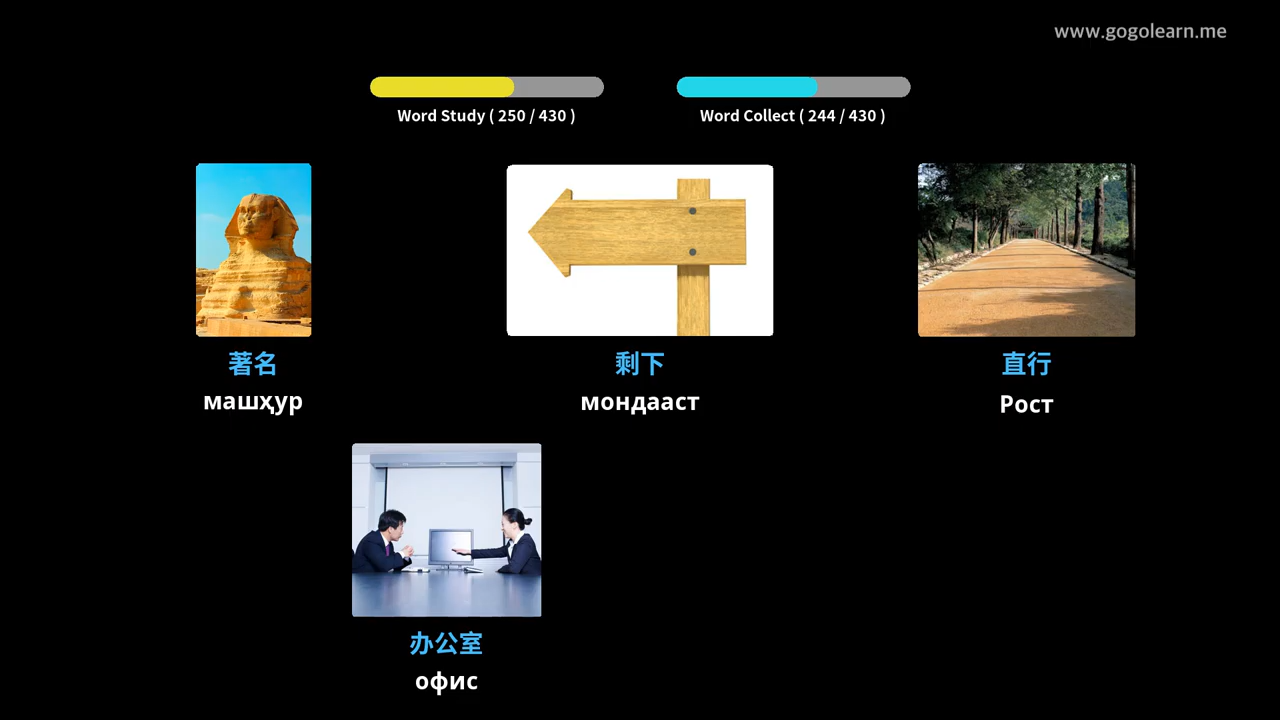 www.gogolearn.me
Word Study ( 250 / 430 )
Word Collect ( 244 / 430 )
著名
машҳур
剩下
мондааст
直行
Рост
办公室
офис